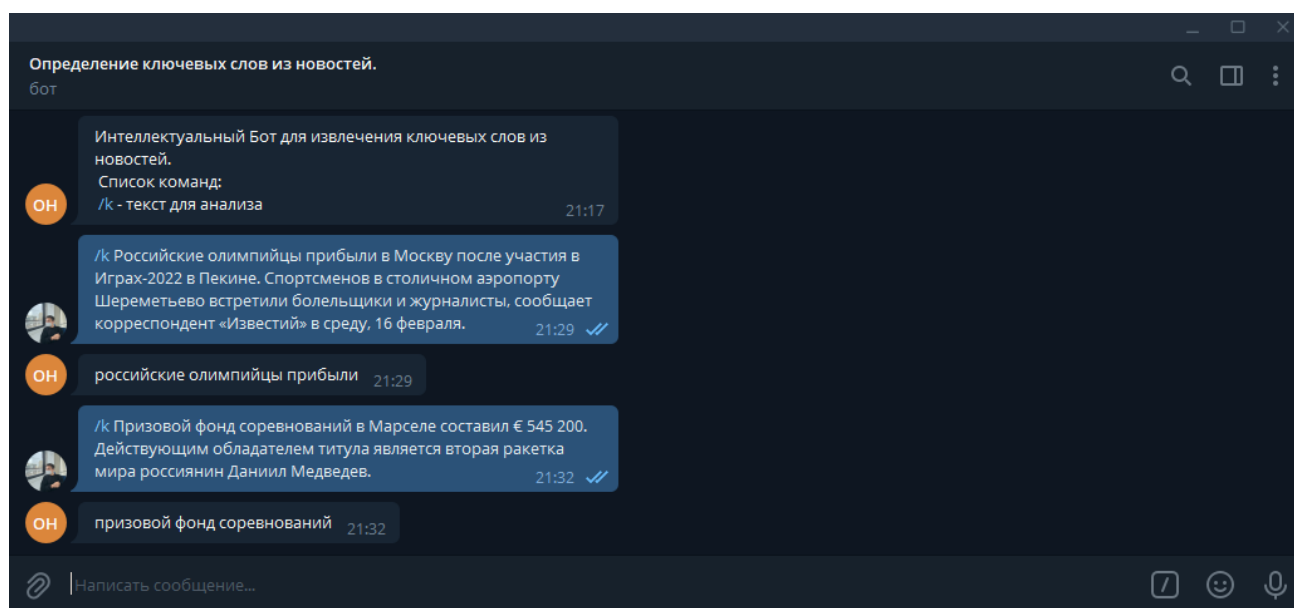 Определение ключевых слов из новостей.
бот
Интеллектуальный Бот для извлечения ключевых слов из
новостей.
Список команд:
/k - текст для анализа
21:17
ОН
/k Российские олимпийцы прибыли в Москву после участия в
Играх-2022 в Пекине. Спортсменов в столичном аэропорту
Шереметьево встретили болельщики и журналисты, сообщает
корреспондент «Известий» в среду, 16 февраля.
21:29
ОН
российские олимпийцы прибыли 21:29
/k Призовой фонд соревнований в Марселе составил € 545 200.
Действующим обладателем титула является вторая ракетка
мира россиянин Даниил Медведев.
21:32
ОН
призовой фонд соревнований 21:32
Написать сообщение...